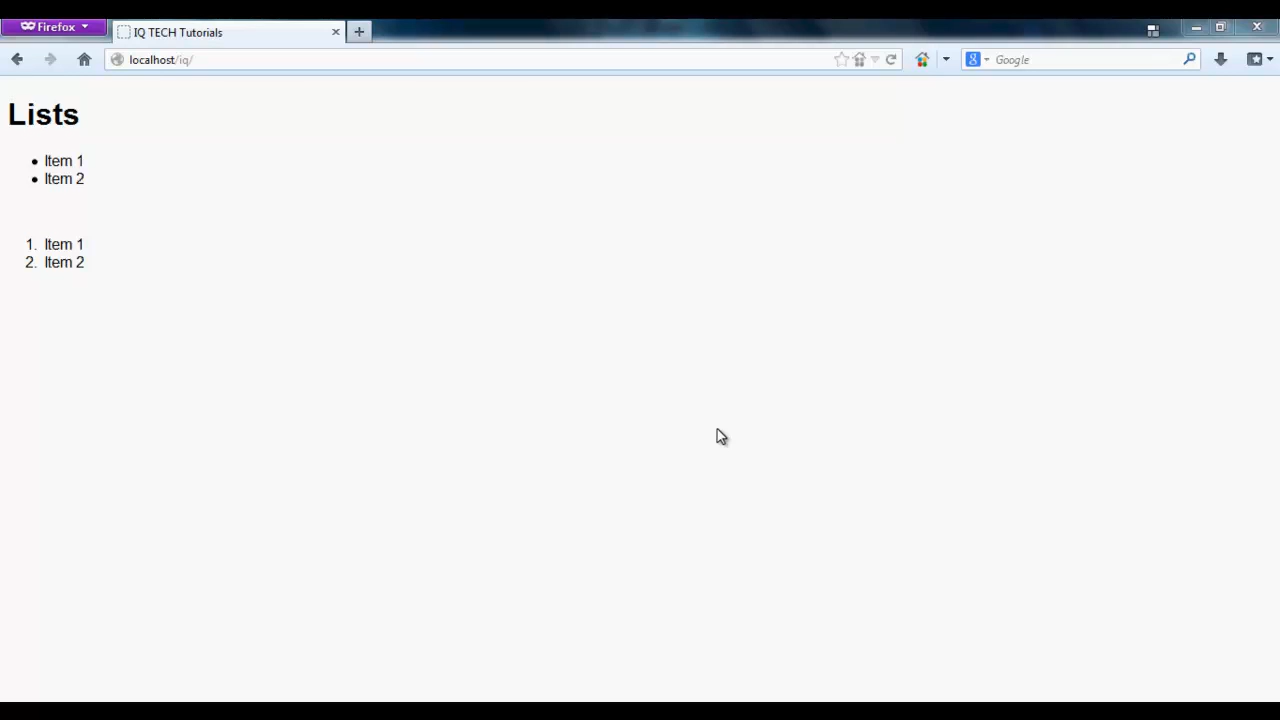 Firefox
IQ TECH Tutorials
localhost/iq/
Google
Lists
Item 1
Item 2
1. Item 1
2. Item 2